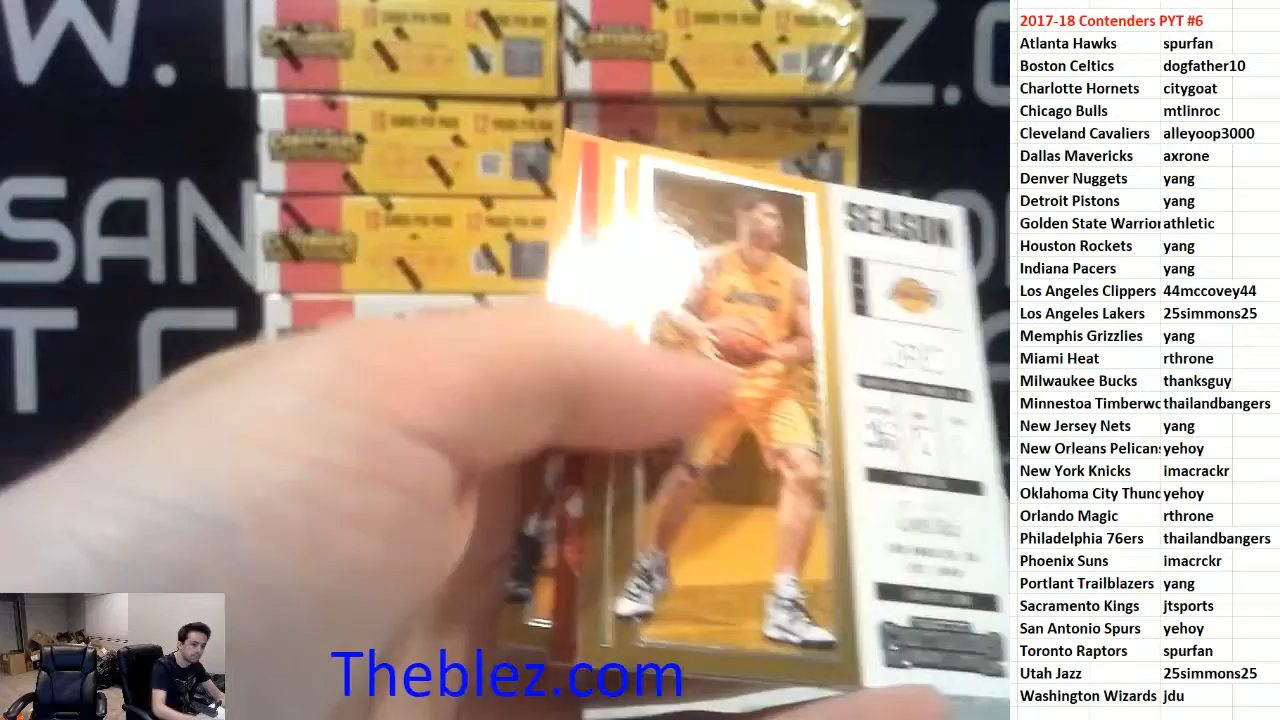 2017-18 Contenders PYT #6
Atlanta Hawks spurfan
Boston Celtics dogfather10
Charlotte Hornets citygoat
Chicago Bulls mtlinroc
Cleveland Cavaliers alleyoop3000
Dallas Mavericks axrone
Denver Nuggets yang
Detroit Pistons yang
Golden State Warrior athletic
Houston Rockets yang
Indiana Pacers yang
Los Angeles Clippers 44mccovey44
Los Angeles Lakers 25simmons25
Memphis Grizzlies yang
Miami Heat rthrone
Milwaukee Bucks thanksguy
Minnestoa Timberwo thailandbangers
New Jersey Nets yang
New Orleans Pelicans yehoy
New York Knicks imacrackr
Oklahoma City Thund yehoy
Orlando Magic rthrone
Philadelphia 76ers thailandbangers
Phoenix Suns imacrckr
Portlant Trailblazers yang
Sacramento Kings jtsports
San Antonio Spurs yehoy
Toronto Raptors spurfan
Utah Jazz 25simmons25
Washington Wizards jdu
SEASON
Theblez.com